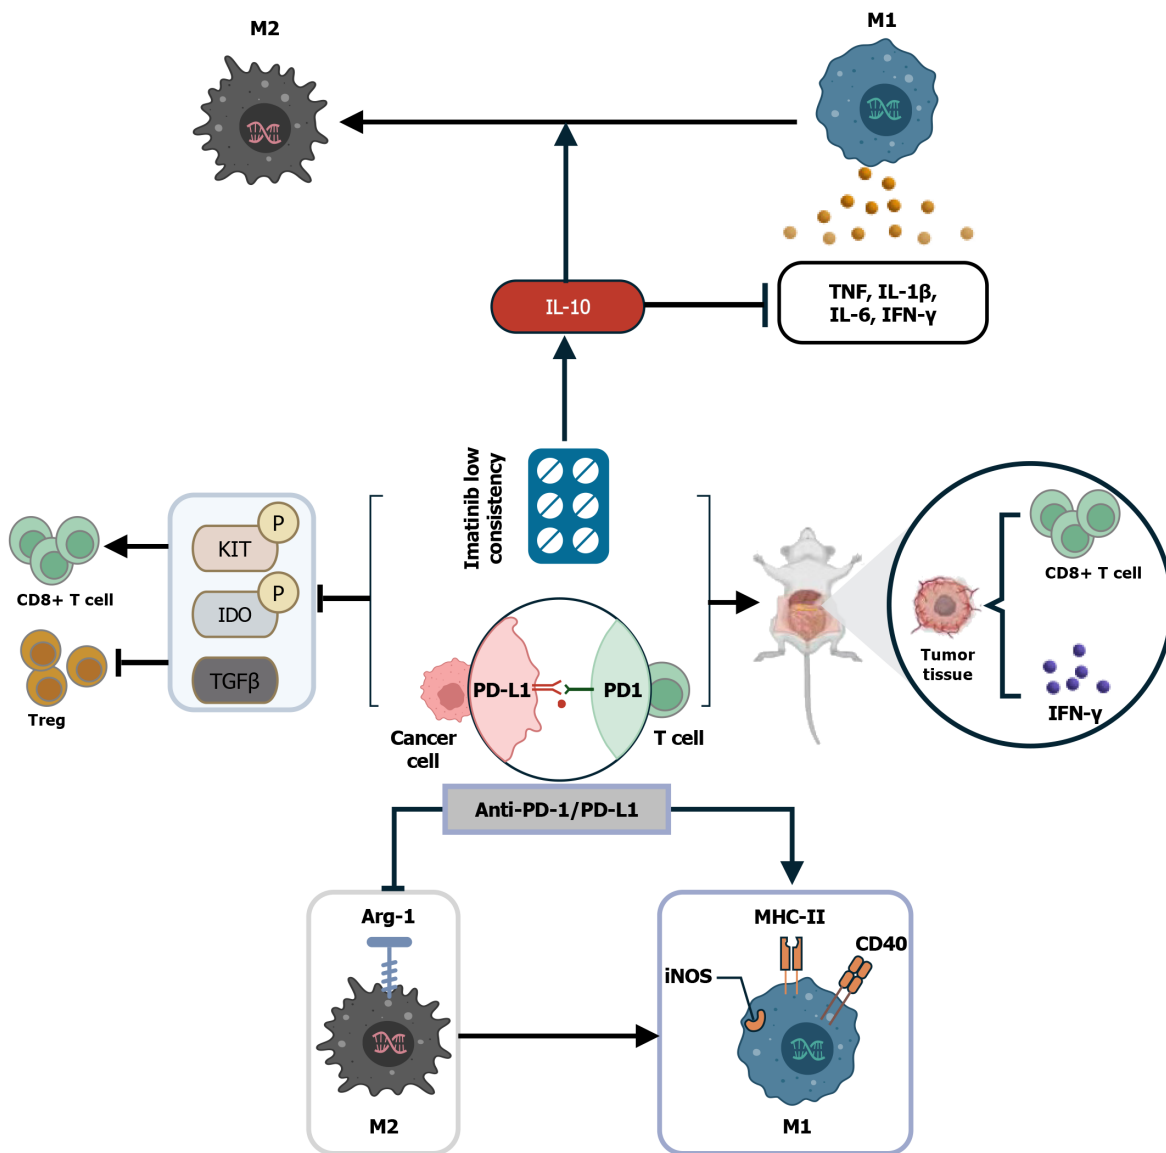 M2
M1
IL-10
TNF, IL-1β,
IL-6, IFN-γ
Imatinib low
consistency
KIT
P
IDO
P
TGFβ
CD8+ T cell
Treg
PD-L1
PD1
Cancer
cell
T cell
CD8+ T cell
Tumor
tissue
IFN-γ
Anti-PD-1/PD-L1
Arg-1
M2
MHC-II
CD40
iNOS
M1